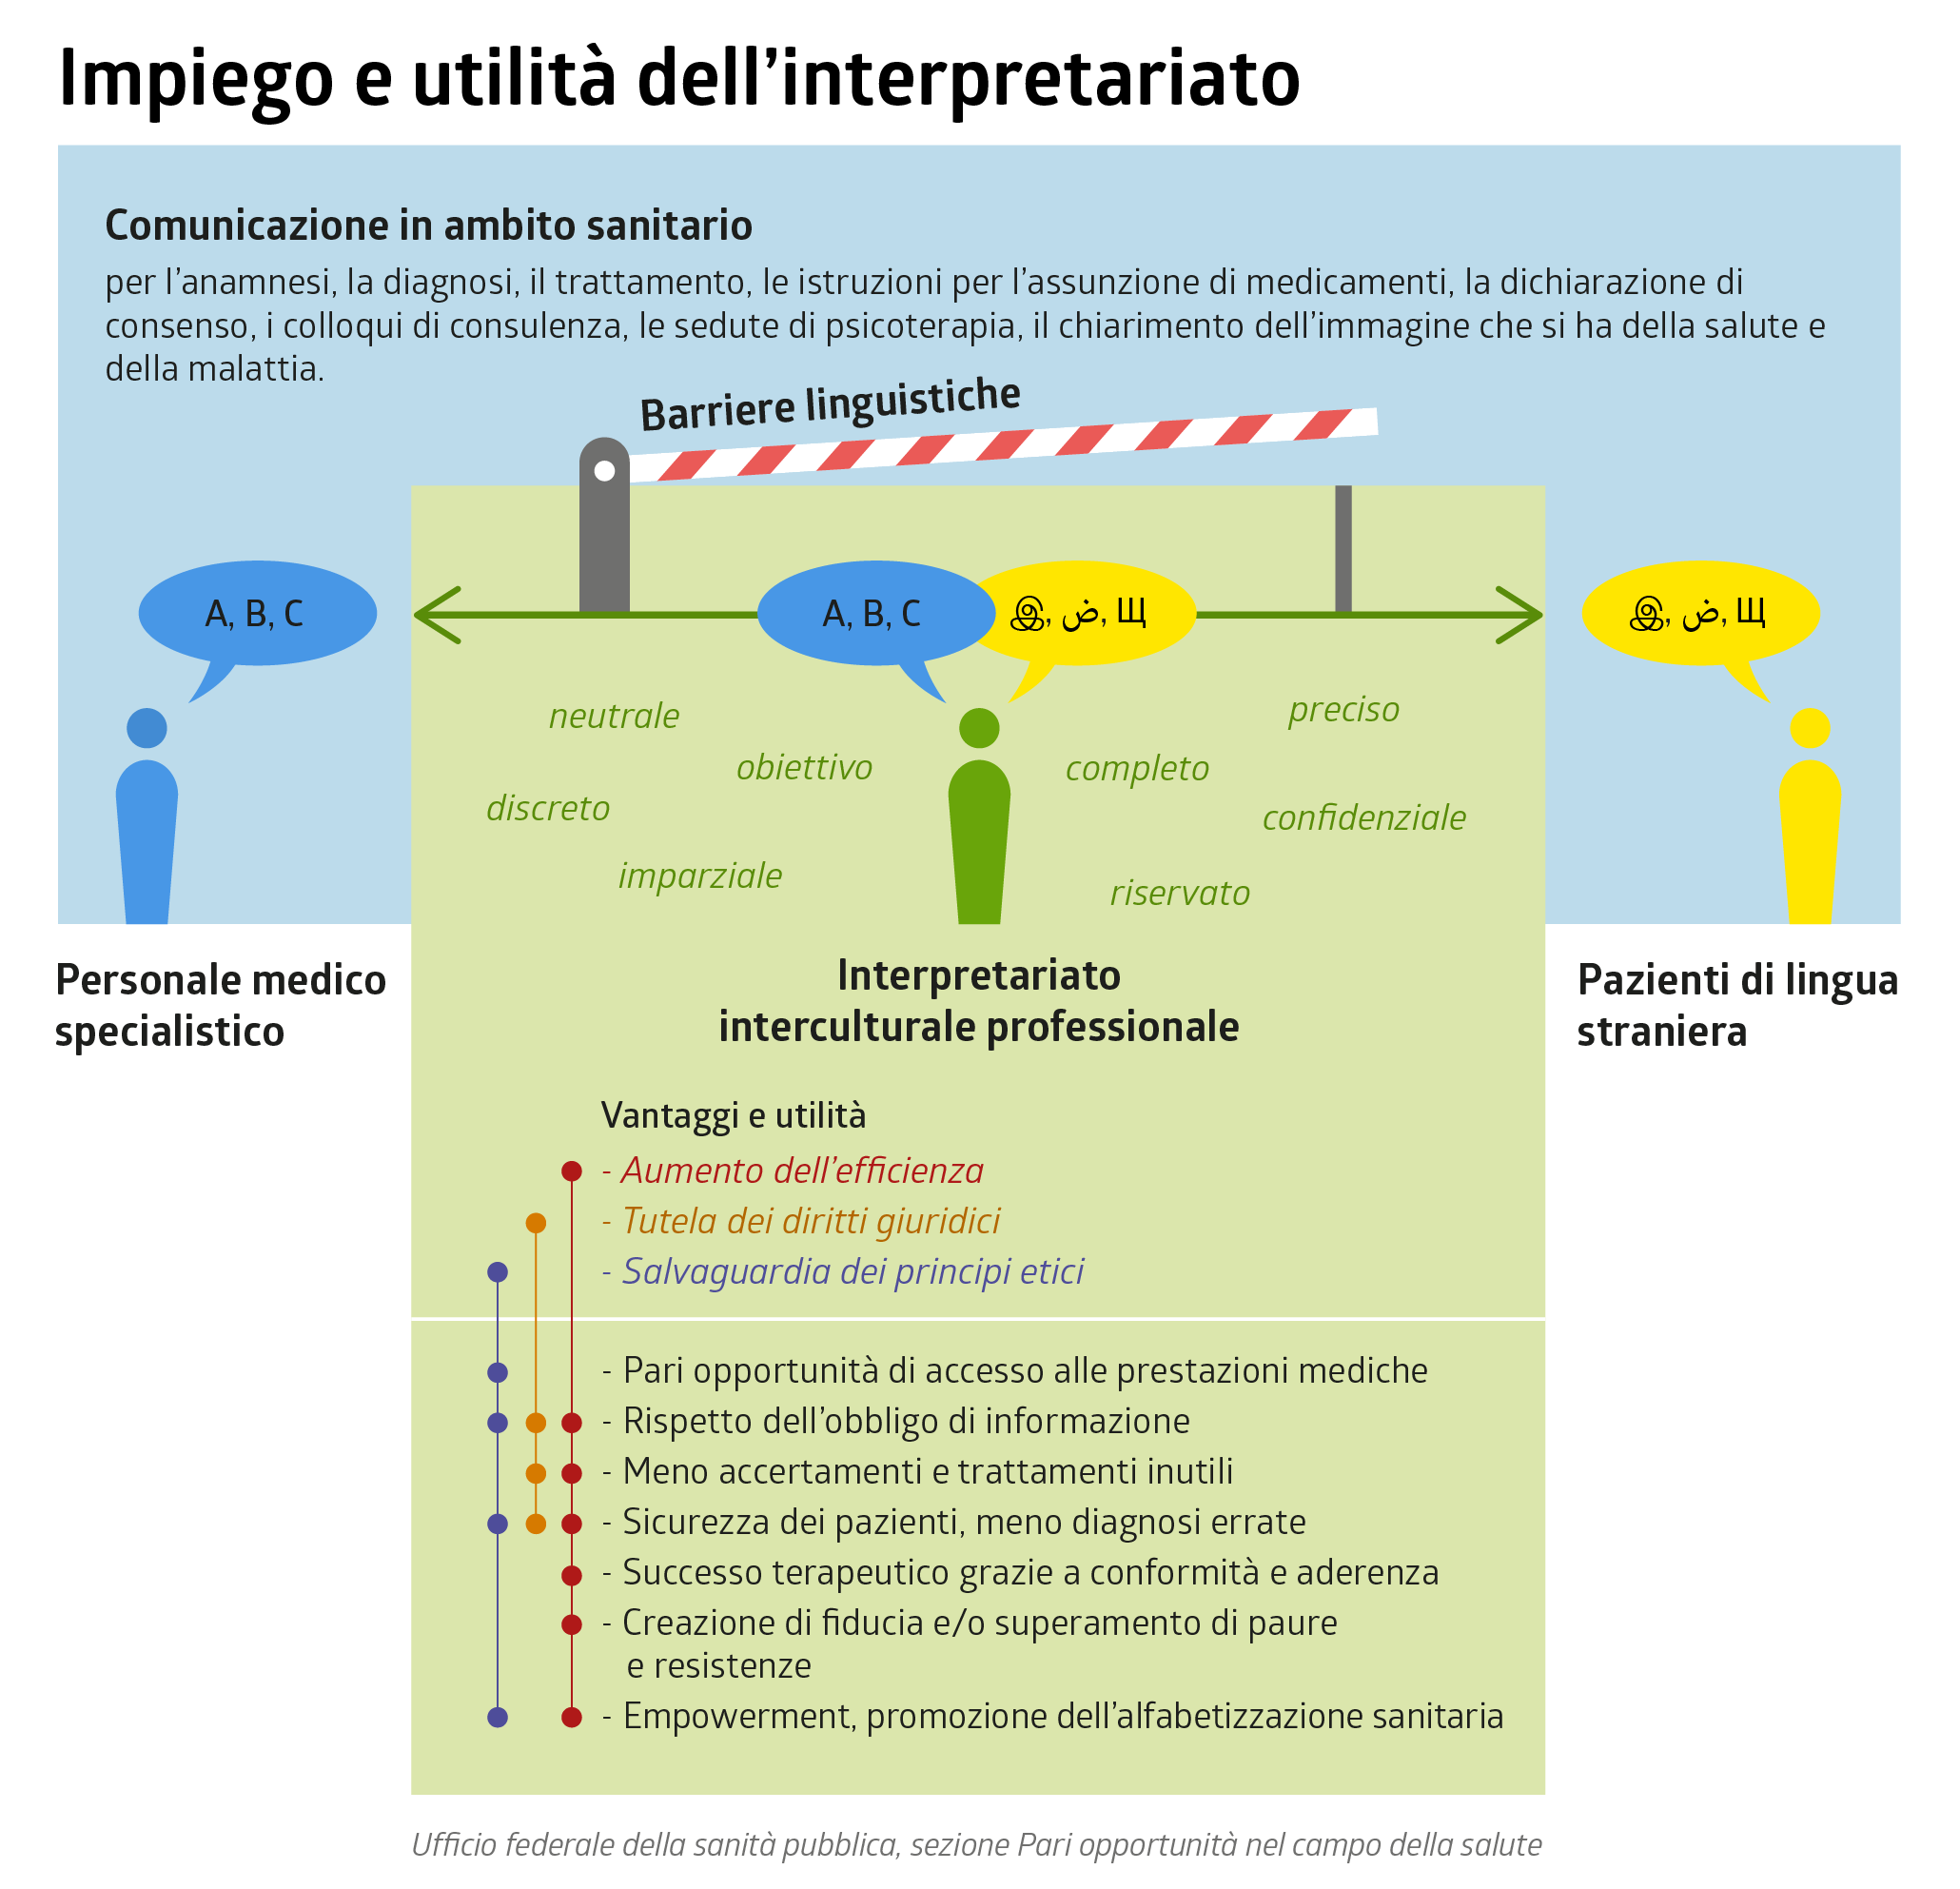 Impiego e utilità dell’interpretariato
Comunicazione in ambito sanitario
per l’anamnesi, la diagnosi, il trattamento, le istruzioni per l’assunzione di medicamenti, la dichiarazione di
consenso, i colloqui di consulenza, le sedute di psicoterapia, il chiarimento dell’immagine che si ha della salute e
della malattia.
Barriere linguistiche
A, B, C
A, B, C
இ, ض, Щ
இ, ض, Щ
neutrale
preciso
obiettivo
completo
discreto
confidenziale
imparziale
riservato
Personale medico
specialistico
Interpretariato
interculturale professionale
Pazienti di lingua
straniera
Vantaggi e utilità
- Aumento dell’efficienza
- Tutela dei diritti giuridici
- Salvaguardia dei principi etici
- Pari opportunità di accesso alle prestazioni mediche
- Rispetto dell’obbligo di informazione
- Meno accertamenti e trattamenti inutili
- Sicurezza dei pazienti, meno diagnosi errate
- Successo terapeutico grazie a conformità e aderenza
- Creazione di fiducia e/o superamento di paure
e resistenze
- Empowerment, promozione dell’alfabetizzazione sanitaria
Ufficio federale della sanità pubblica, sezione Pari opportunità nel campo della salute